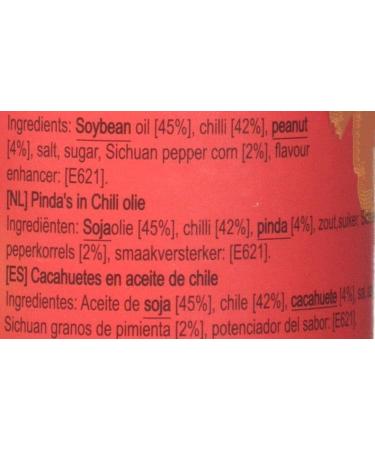 Ingredients: Soybean oil [45%], chilli [42%], peanut
[4%], salt, sugar, Sichuan pepper corn [2%], flavour
enhancer: [E621].
[NL] Pinda's in Chili olie
Ingrediënten: Sojaolie [45%], chilli [42%], pinda [4%], zout,suiker,
peperkorrels [2%], smaakversterker: [E621].
[ES] Cacahuetes en aceite de chile
Ingredientes: Aceite de soja [45%], chile [42%], cacahuete [4%],
Sichuan granos de pimienta [2%], potenciador del sabor: [E621].